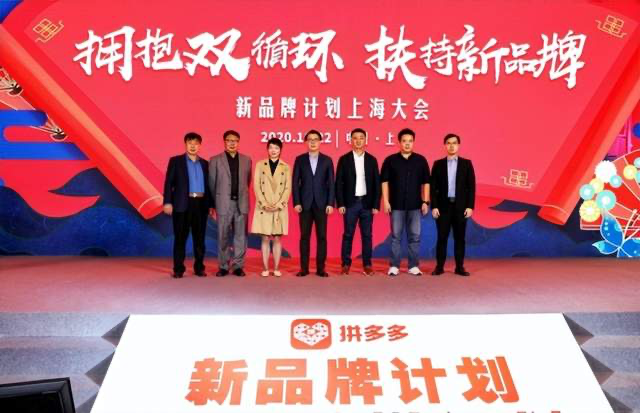 拥抱双循环 扶持新品牌
新品牌计划上海大会
拼多多
新品牌计划